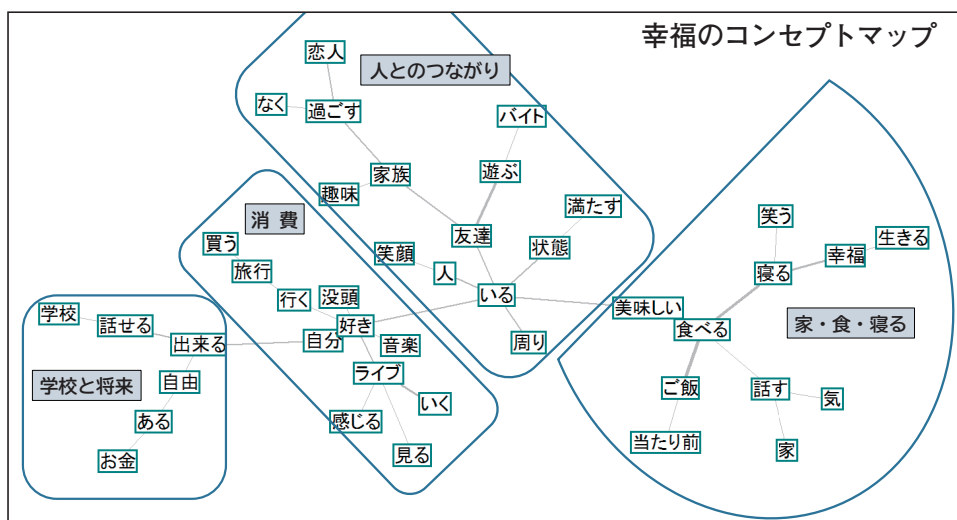 幸福のコンセプトマップ
恋人
人とのつながり
なく
過ごす
バイト
家族
遊ぶ
趣味
満たす
友達
状態
笑顔
人
いる
周り
消 費
買う
旅行
行く
没頭
好き
自分
音楽
ライブ
いく
感じる
見る
学校
話せる
出来る
学校と将来
自由
ある
お金
笑う
生きる
幸福
寝る
美味しい
食べる
家・食・寝る
ご飯
話す
気
当たり前
家